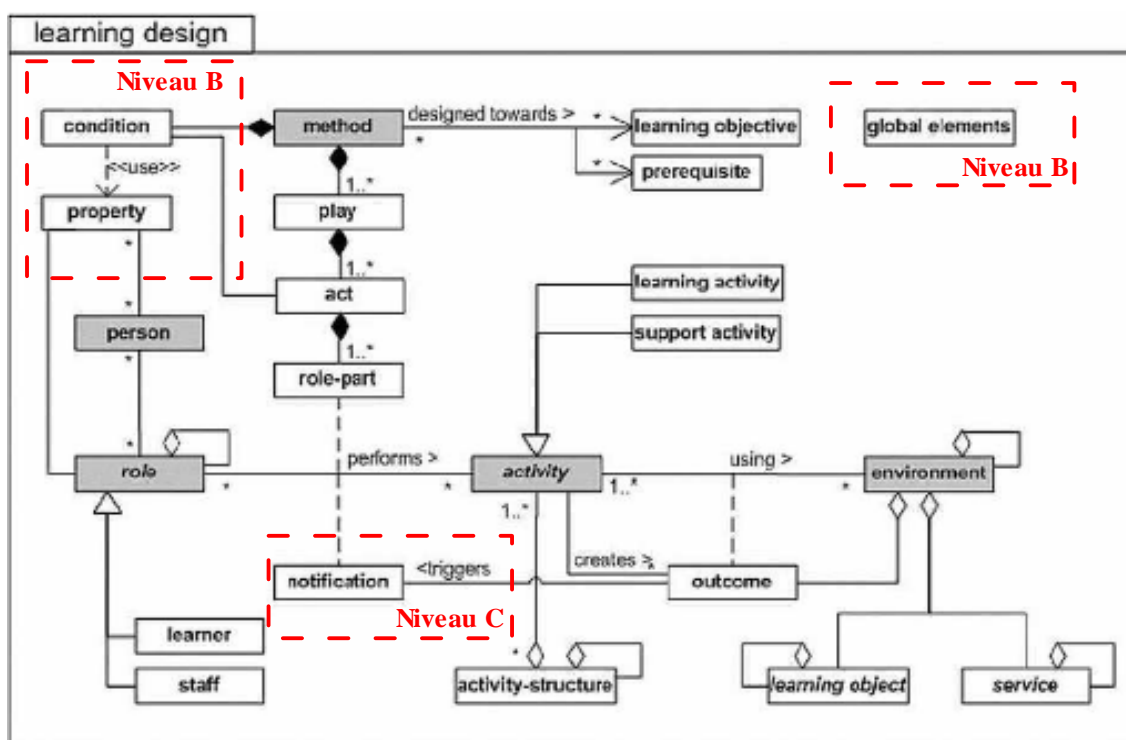 learning design
Niveau B
condition
method
designed towards >
*
*
learning objective
global elements
<<use>>
*
prerequisite
Niveau B
1..*
property
play
*
1..*
learning activity
act
*
person
support activity
*
1..*
role-part
*
role
performs >
activity
using >
environment
*
*
1..*
*
1..*
notification
<triggers
creates >
*
outcome
Niveau C
learner
*
staff
activity-structure
learning object
service